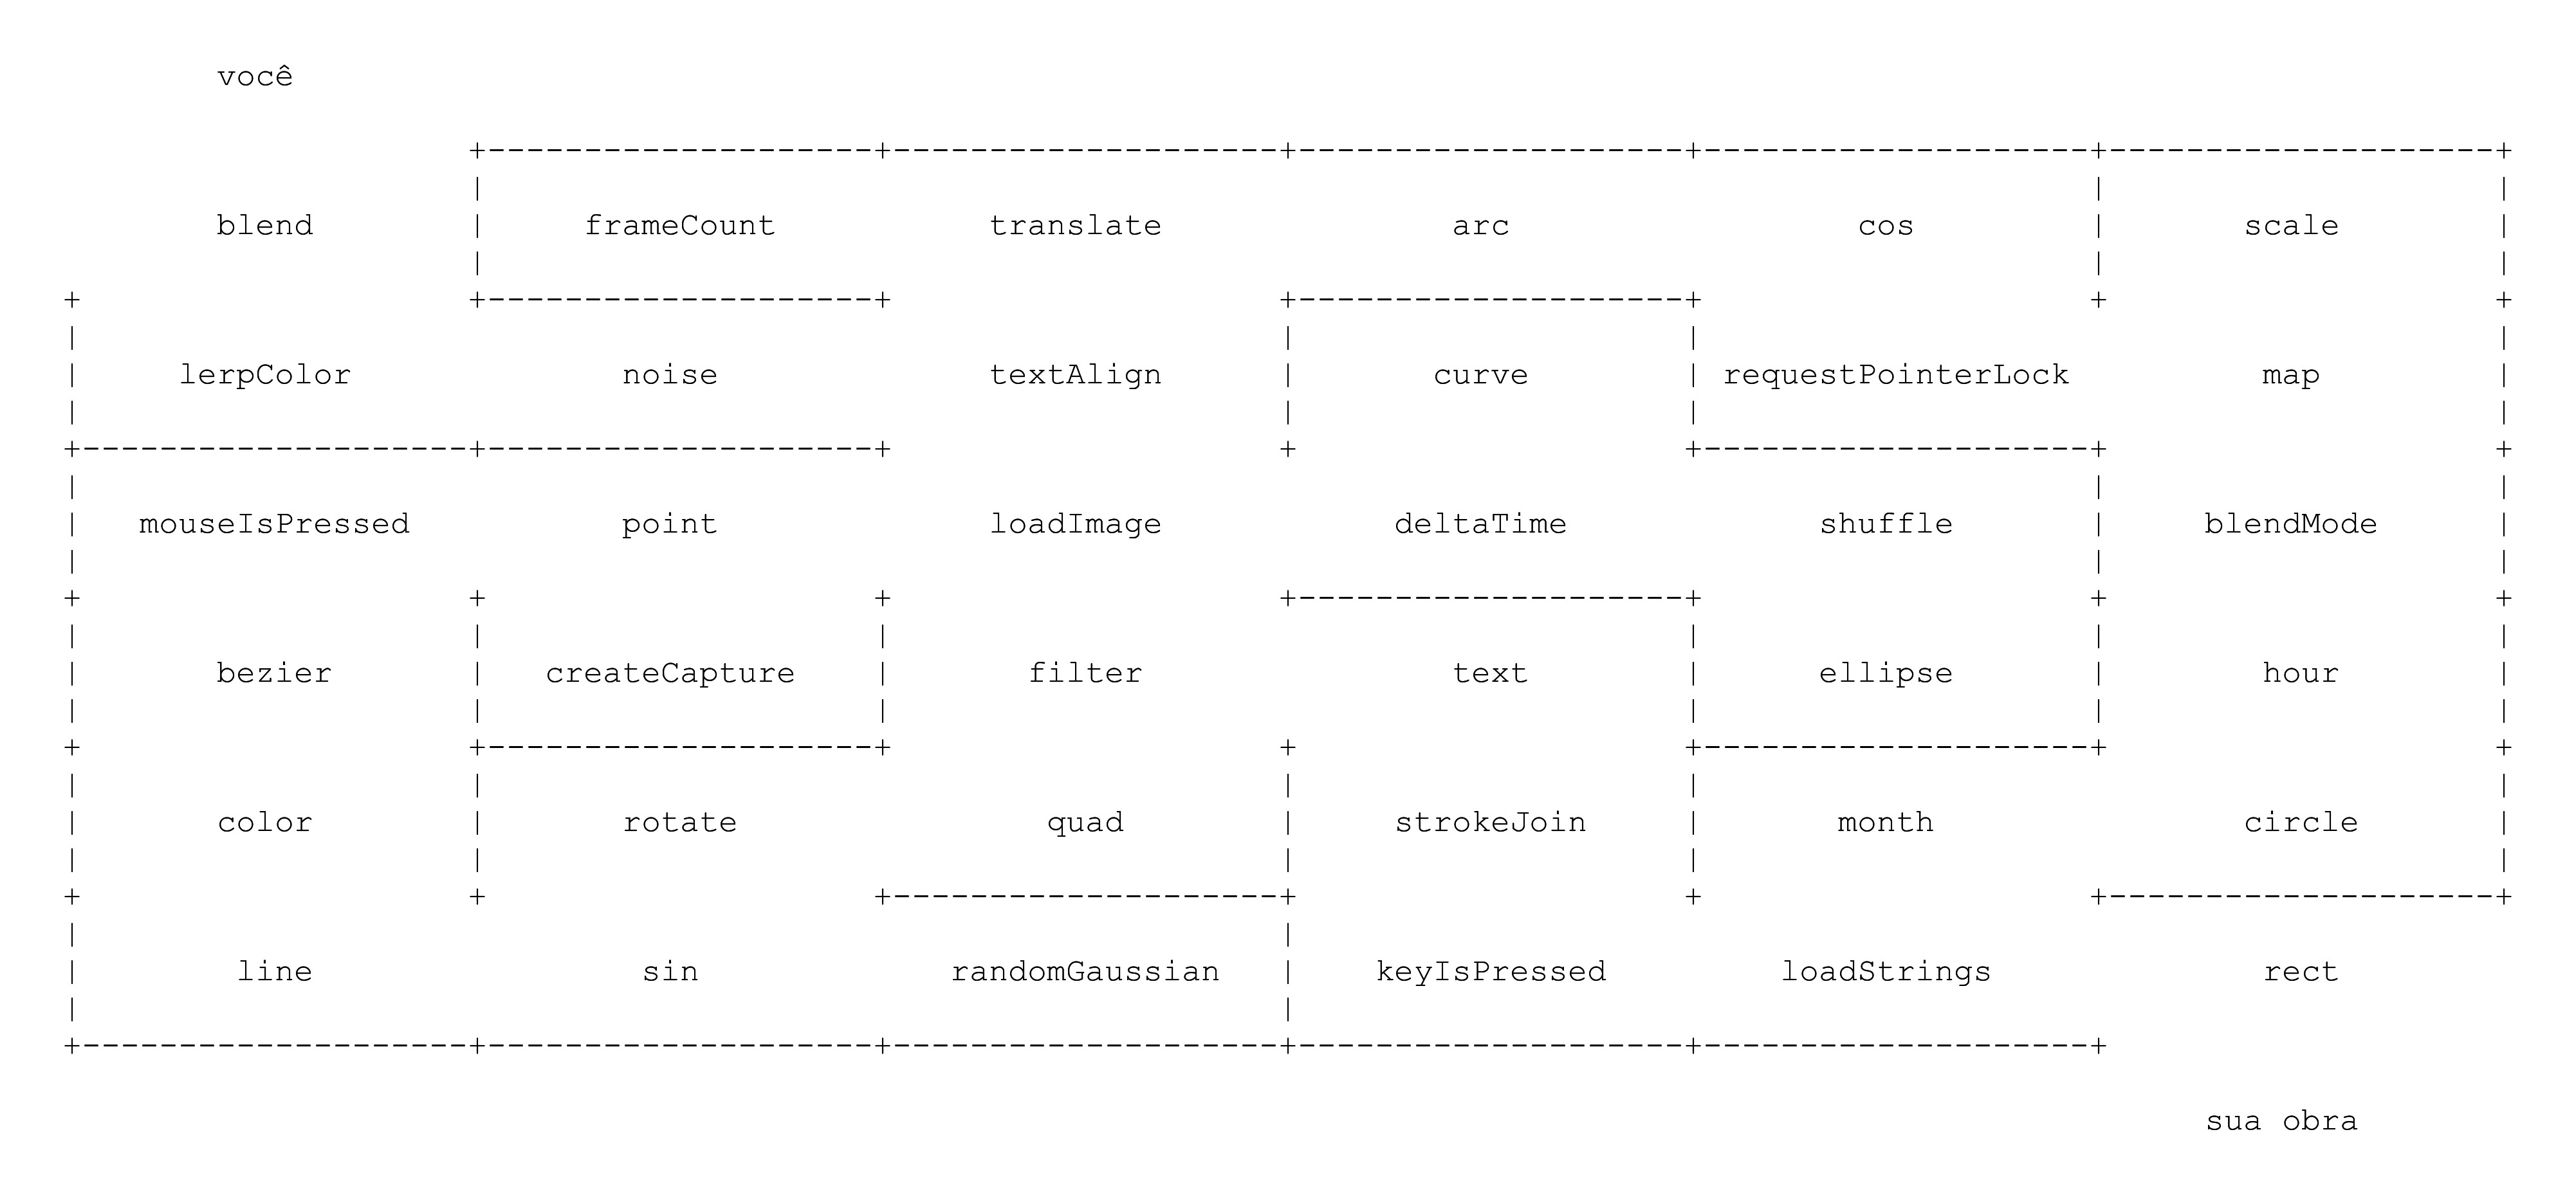 você
blend frameCount translate arc cos scale
lerpColor noise textAlign curve requestPointerLock map
mouseIsPressed point loadImage deltaTime shuffle blendMode
bezier createCapture filter text ellipse hour
color rotate quad strokeJoin month circle
line sin randomGaussian keyIsPressed loadStrings rect
sua obra